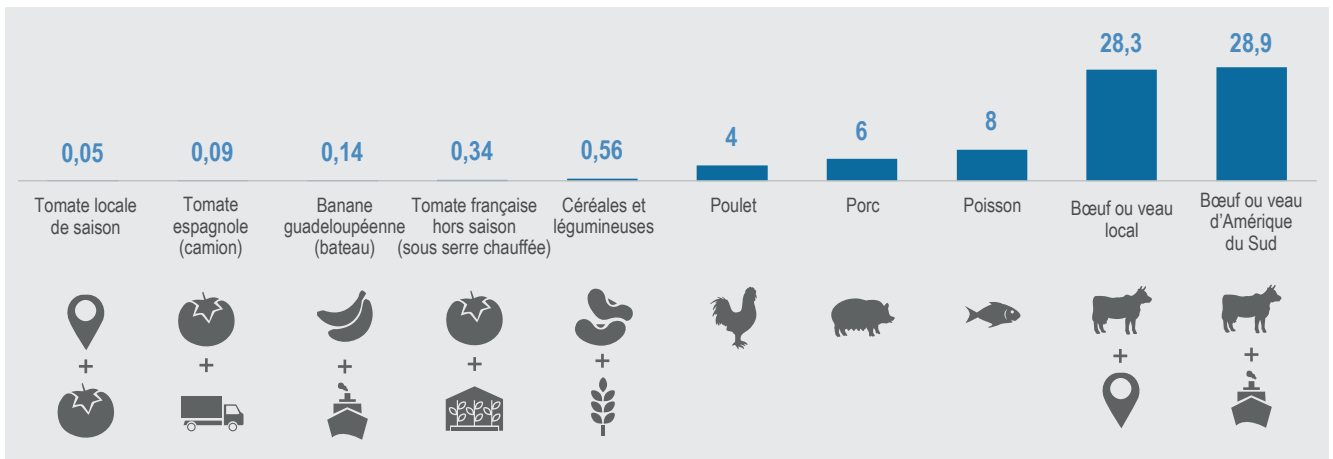 0,05
0,09
0,14
0,34
0,56
4
6
8
28,3
28,9
Tomate locale
de saison
Tomate
espagnole
(camion)
Banane
guadeloupéenne
(bateau)
Tomate française
hors saison
(sous serre chauffée)
Céréales et
légumineuses
Poulet
Porc
Poisson
Bœuf ou veau
local
Bœuf ou veau
d'Amérique
du Sud
+
+
+
+
+
+
+